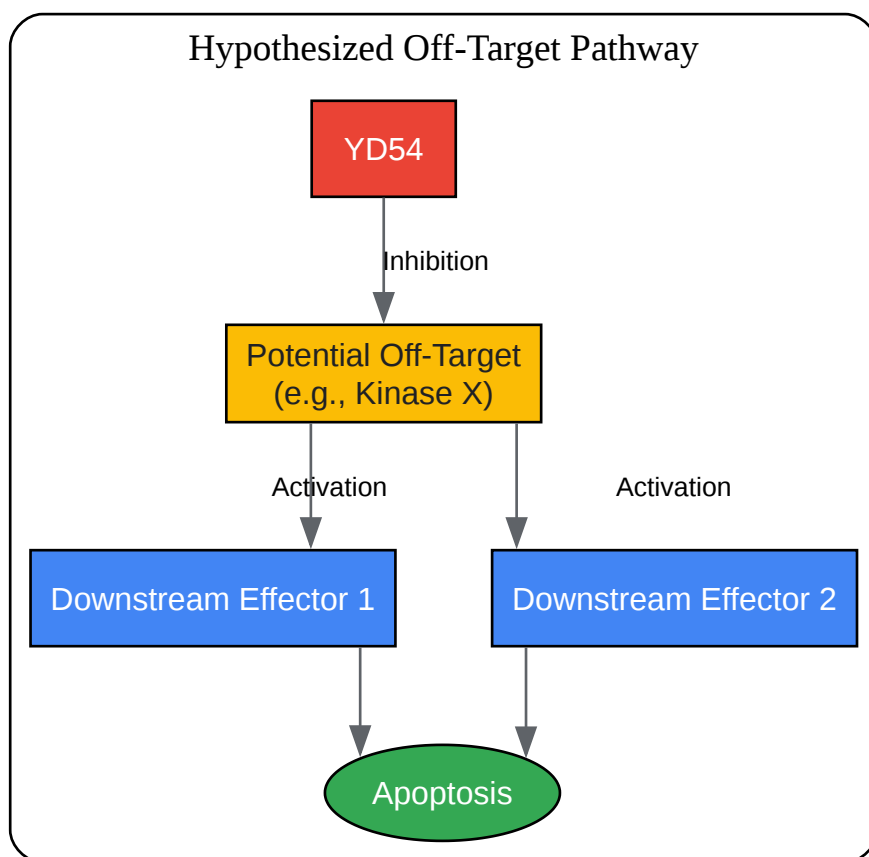 Hypothesized Off-Target Pathway
YD54
Inhibition
Potential Off-Target
(e.g., Kinase X)
Activation
Activation
Downstream Effector 1
Downstream Effector 2
Apoptosis